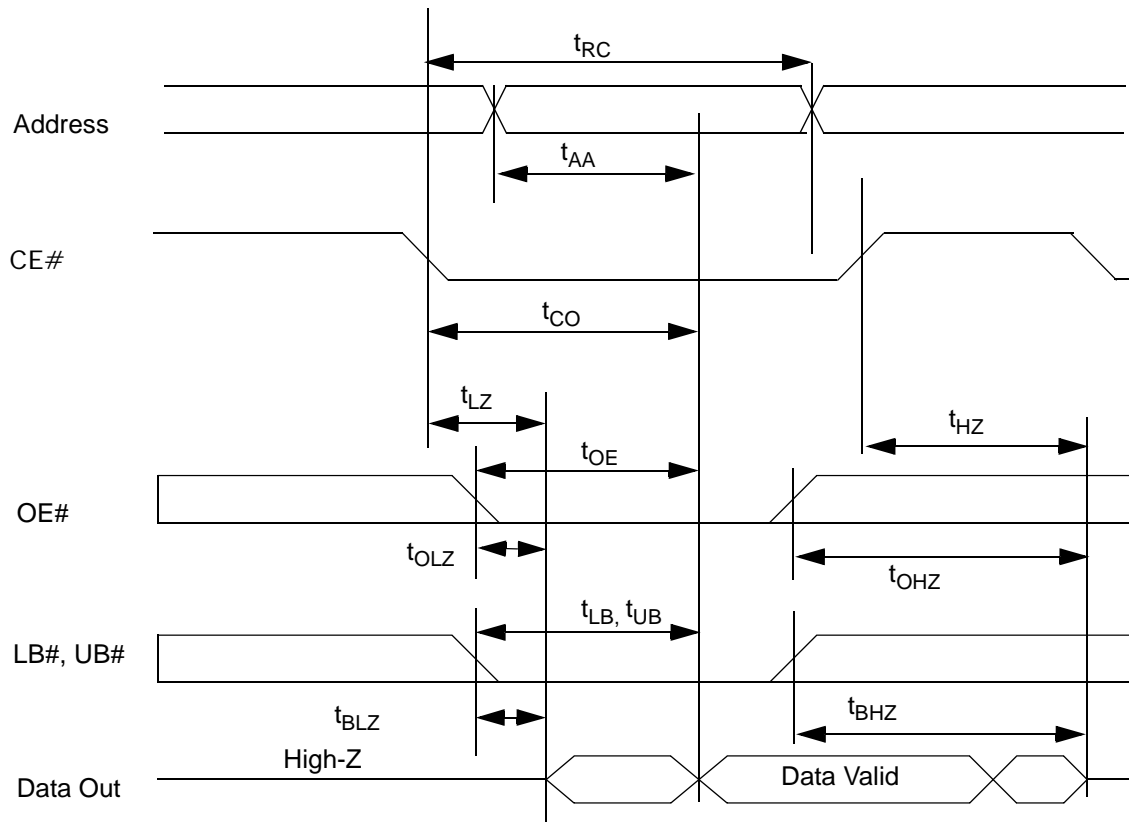 tRC
Address
tAA
CE#
tCO
tLZ
tHZ
tOE
OE#
tOLZ
tOHZ
tLB, tUB
LB#, UB#
tBLZ
tBHZ
High-Z
Data Valid
Data Out